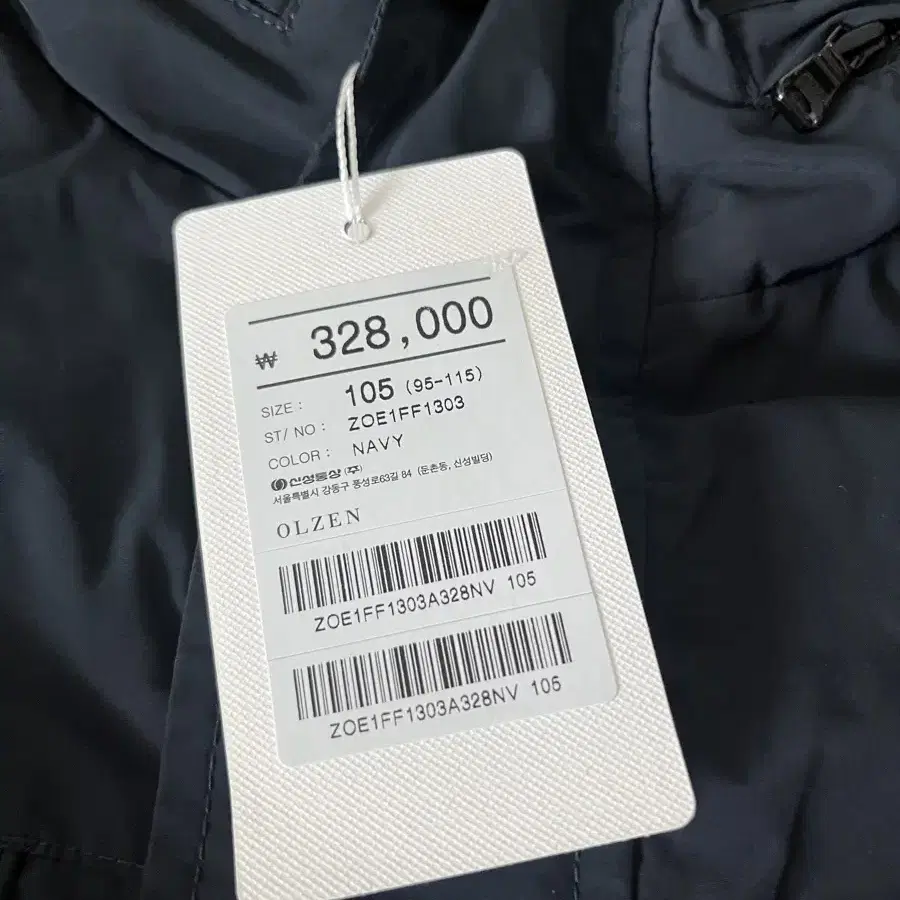 ₩ 328,000
SIZE : 105 (95-115)
ST/ NO : ZOE1FF1303
COLOR : NAVY
신성통상 (주)
서울특별시 강동구 풍성로63길 84 (둔촌동, 신성빌딩)
OLZEN
ZOE1FF1303A328NV 105
ZOE1FF1303A328NV 105